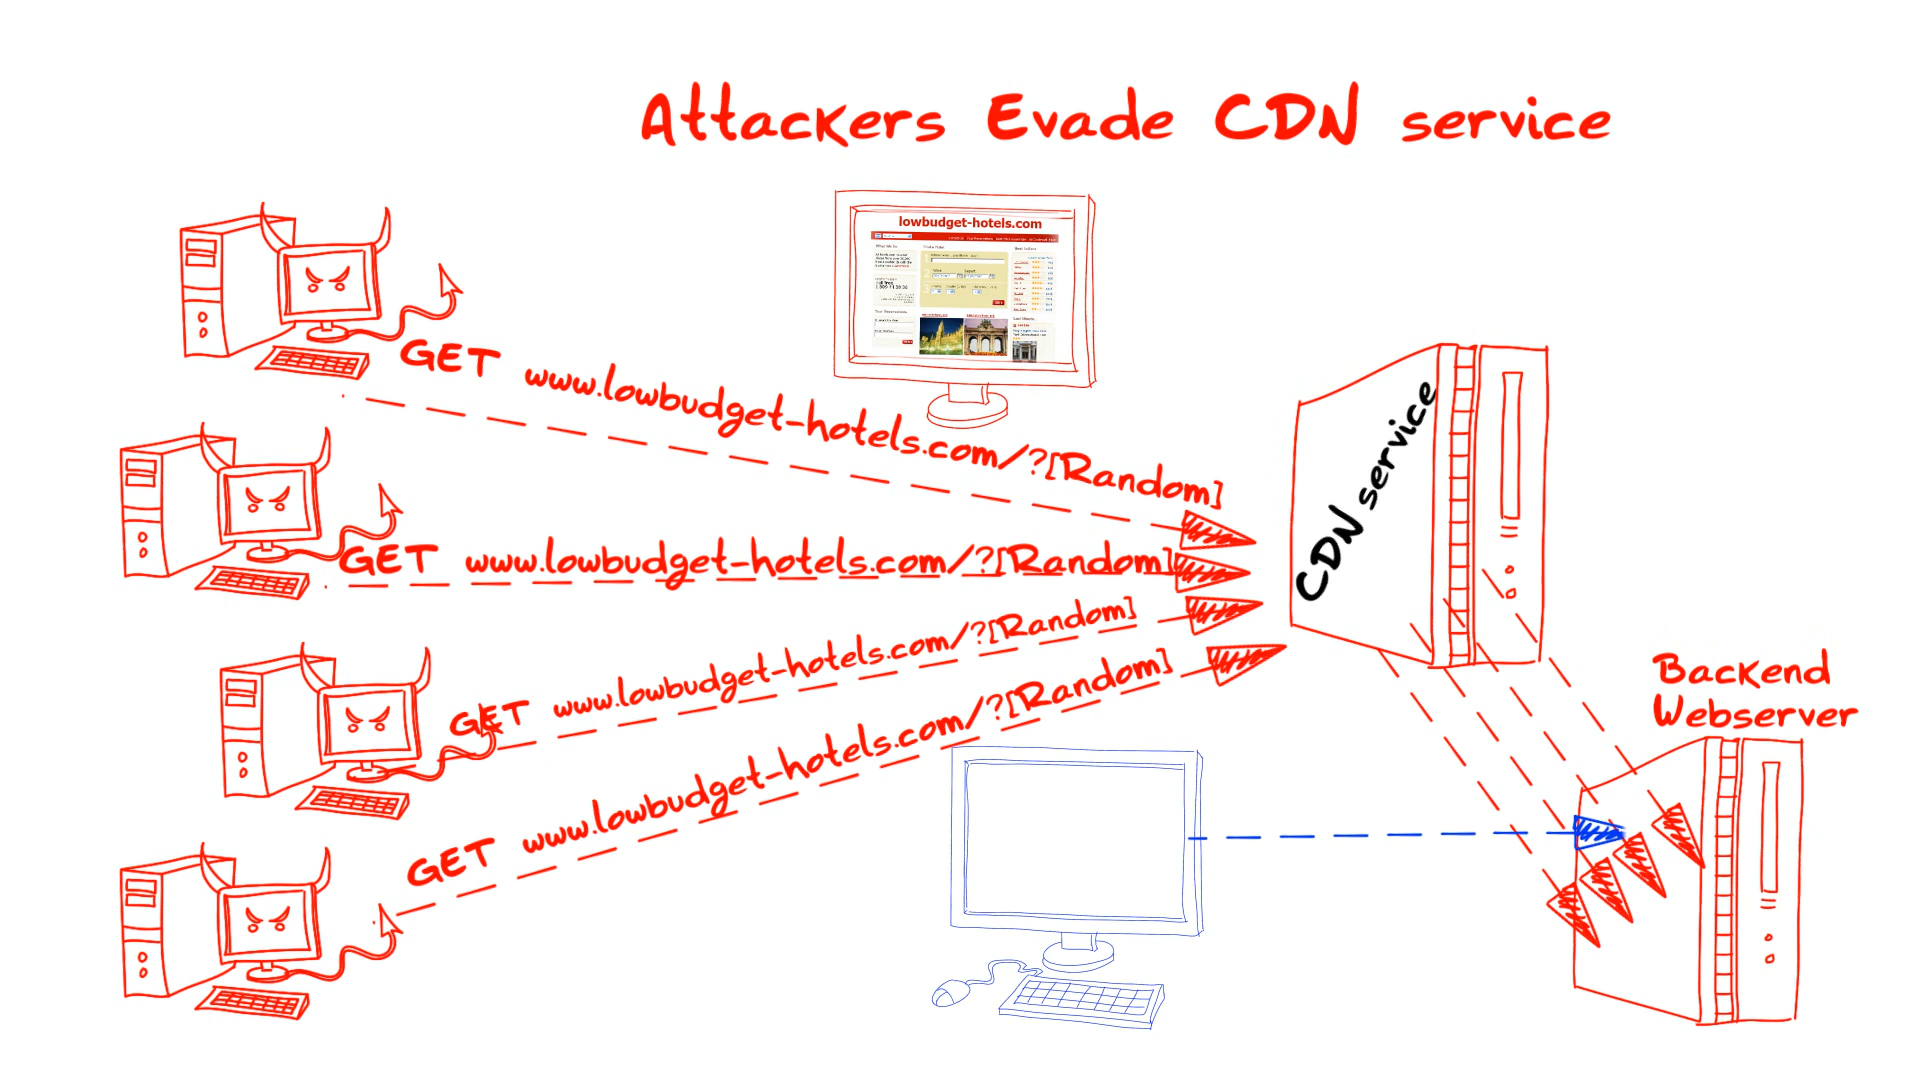 Attackers Evade CDN service
lowbudget-hotels.com
GET www.lowbudget-hotels.com/?[Random]
CDN service
GET www.lowbudget-hotels.com/?[Random]
GET www.lowbudget-hotels.com/?[Random]
GET www.lowbudget-hotels.com/?[Random]
Backend
Webserver